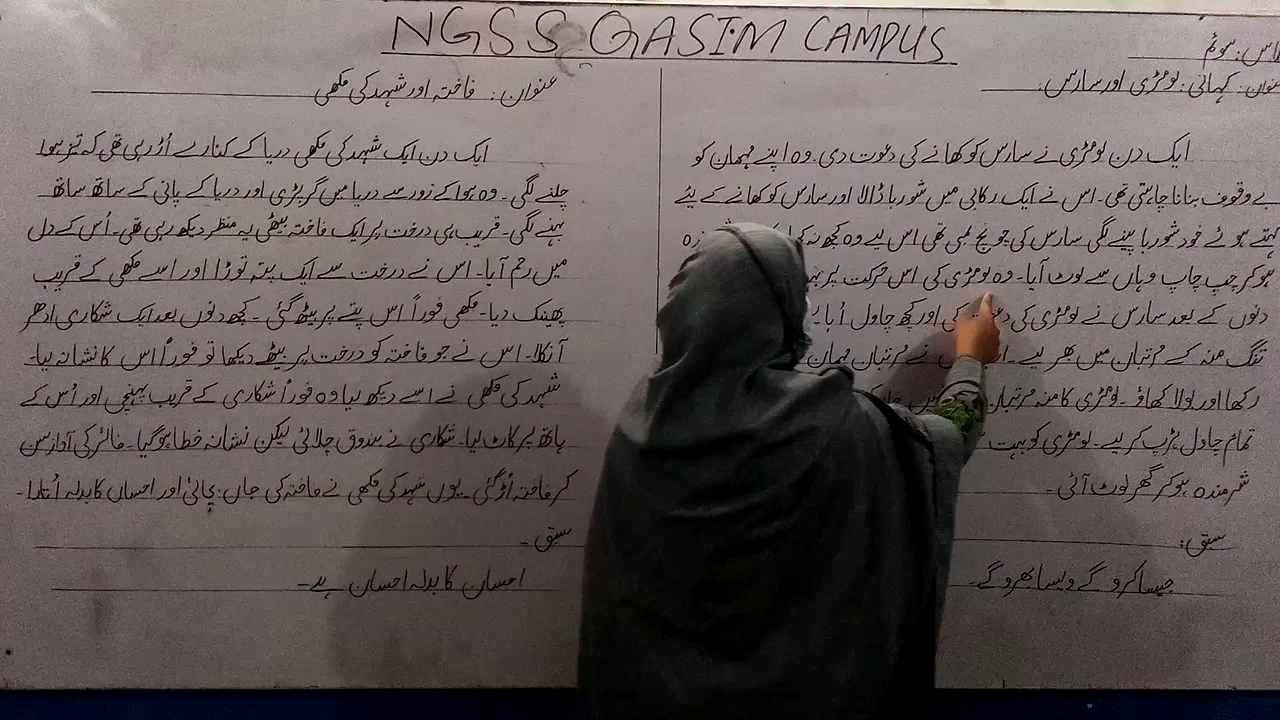 NGSS QASIM CAMPUS
سوئم
عنوان: کہانی: لومڑی اور سارس:
ایک دن لومڑی نے سارس کو کھانے کی دعوت دی۔ وہ اپنے مہمان کو
بے وقوف بنانا چاہتی تھی۔ اس نے ایک رکابی میں شوربا ڈالا اور سارس کو کھانے کے لیئے
کہتے ہوئے خود شوربا پینے لگی سارس کی چونچ لمبی تھی اس لیے وہ کچھ نہ
ہو کر چپ چاپ وہاں سے لوٹ آیا۔ وہ لومڑی کی اس حرکت پر
دنوں کے بعد سارس نے لومڑی کی کی اور کچھ چاول
تنگ منہ کے مرتبان میں بھر لیے۔ نے مرتبان مہمان
رکھا اور بولا کھاؤ۔ لومڑی کا منہ مرتبان
تمام چاول ہڑپ کر لیے۔ لومڑی کو بہت
شرمندہ ہو کر گھر لوٹ آئی۔
سبق:
جیسا کرو گے ویسا بھرو گے۔
عنوان: فاختہ اور شہد کی مکھی
ایک دن ایک شہد کی مکھی دریا کے کنارے اُڑ رہی تھی کہ تیز ہوا
چلنے لگی۔ وہ ہوا کے زور سے دریا میں گر پڑی اور دریا کے پانی کے ساتھ ساتھ
بہنے لگی۔ قریب ہی درخت پر ایک فاختہ بیٹھی یہ منظر دیکھ رہی تھی۔ اُس کے دل
میں رحم آیا۔ اس نے درخت سے ایک پتہ توڑا اور اسے مکھی کے قریب
پھینک دیا۔ مکھی فوراً اس پتے پر بیٹھ گئی۔ کچھ دنوں بعد ایک شکاری ادھر
آنکلا۔ اس نے جو فاختہ کو درخت پر بیٹھے دیکھا تو فوراً اس کا نشانہ لیا۔
شہد کی مکھی نے اسے دیکھ لیا وہ فوراً شکاری کے قریب پہنچی اور اُس کے
ہاتھ پر کاٹ لیا۔ شکاری نے بندوق چلائی لیکن نشانہ خطا ہو گیا۔ فائر کی آواز سن
کر فاختہ اُڑ گئی۔ یوں شہد کی مکھی نے فاختہ کی جان بچائی اور احسان کا بدلہ اُتارا۔
سبق۔
احسان کا بدلہ احسان ہے۔